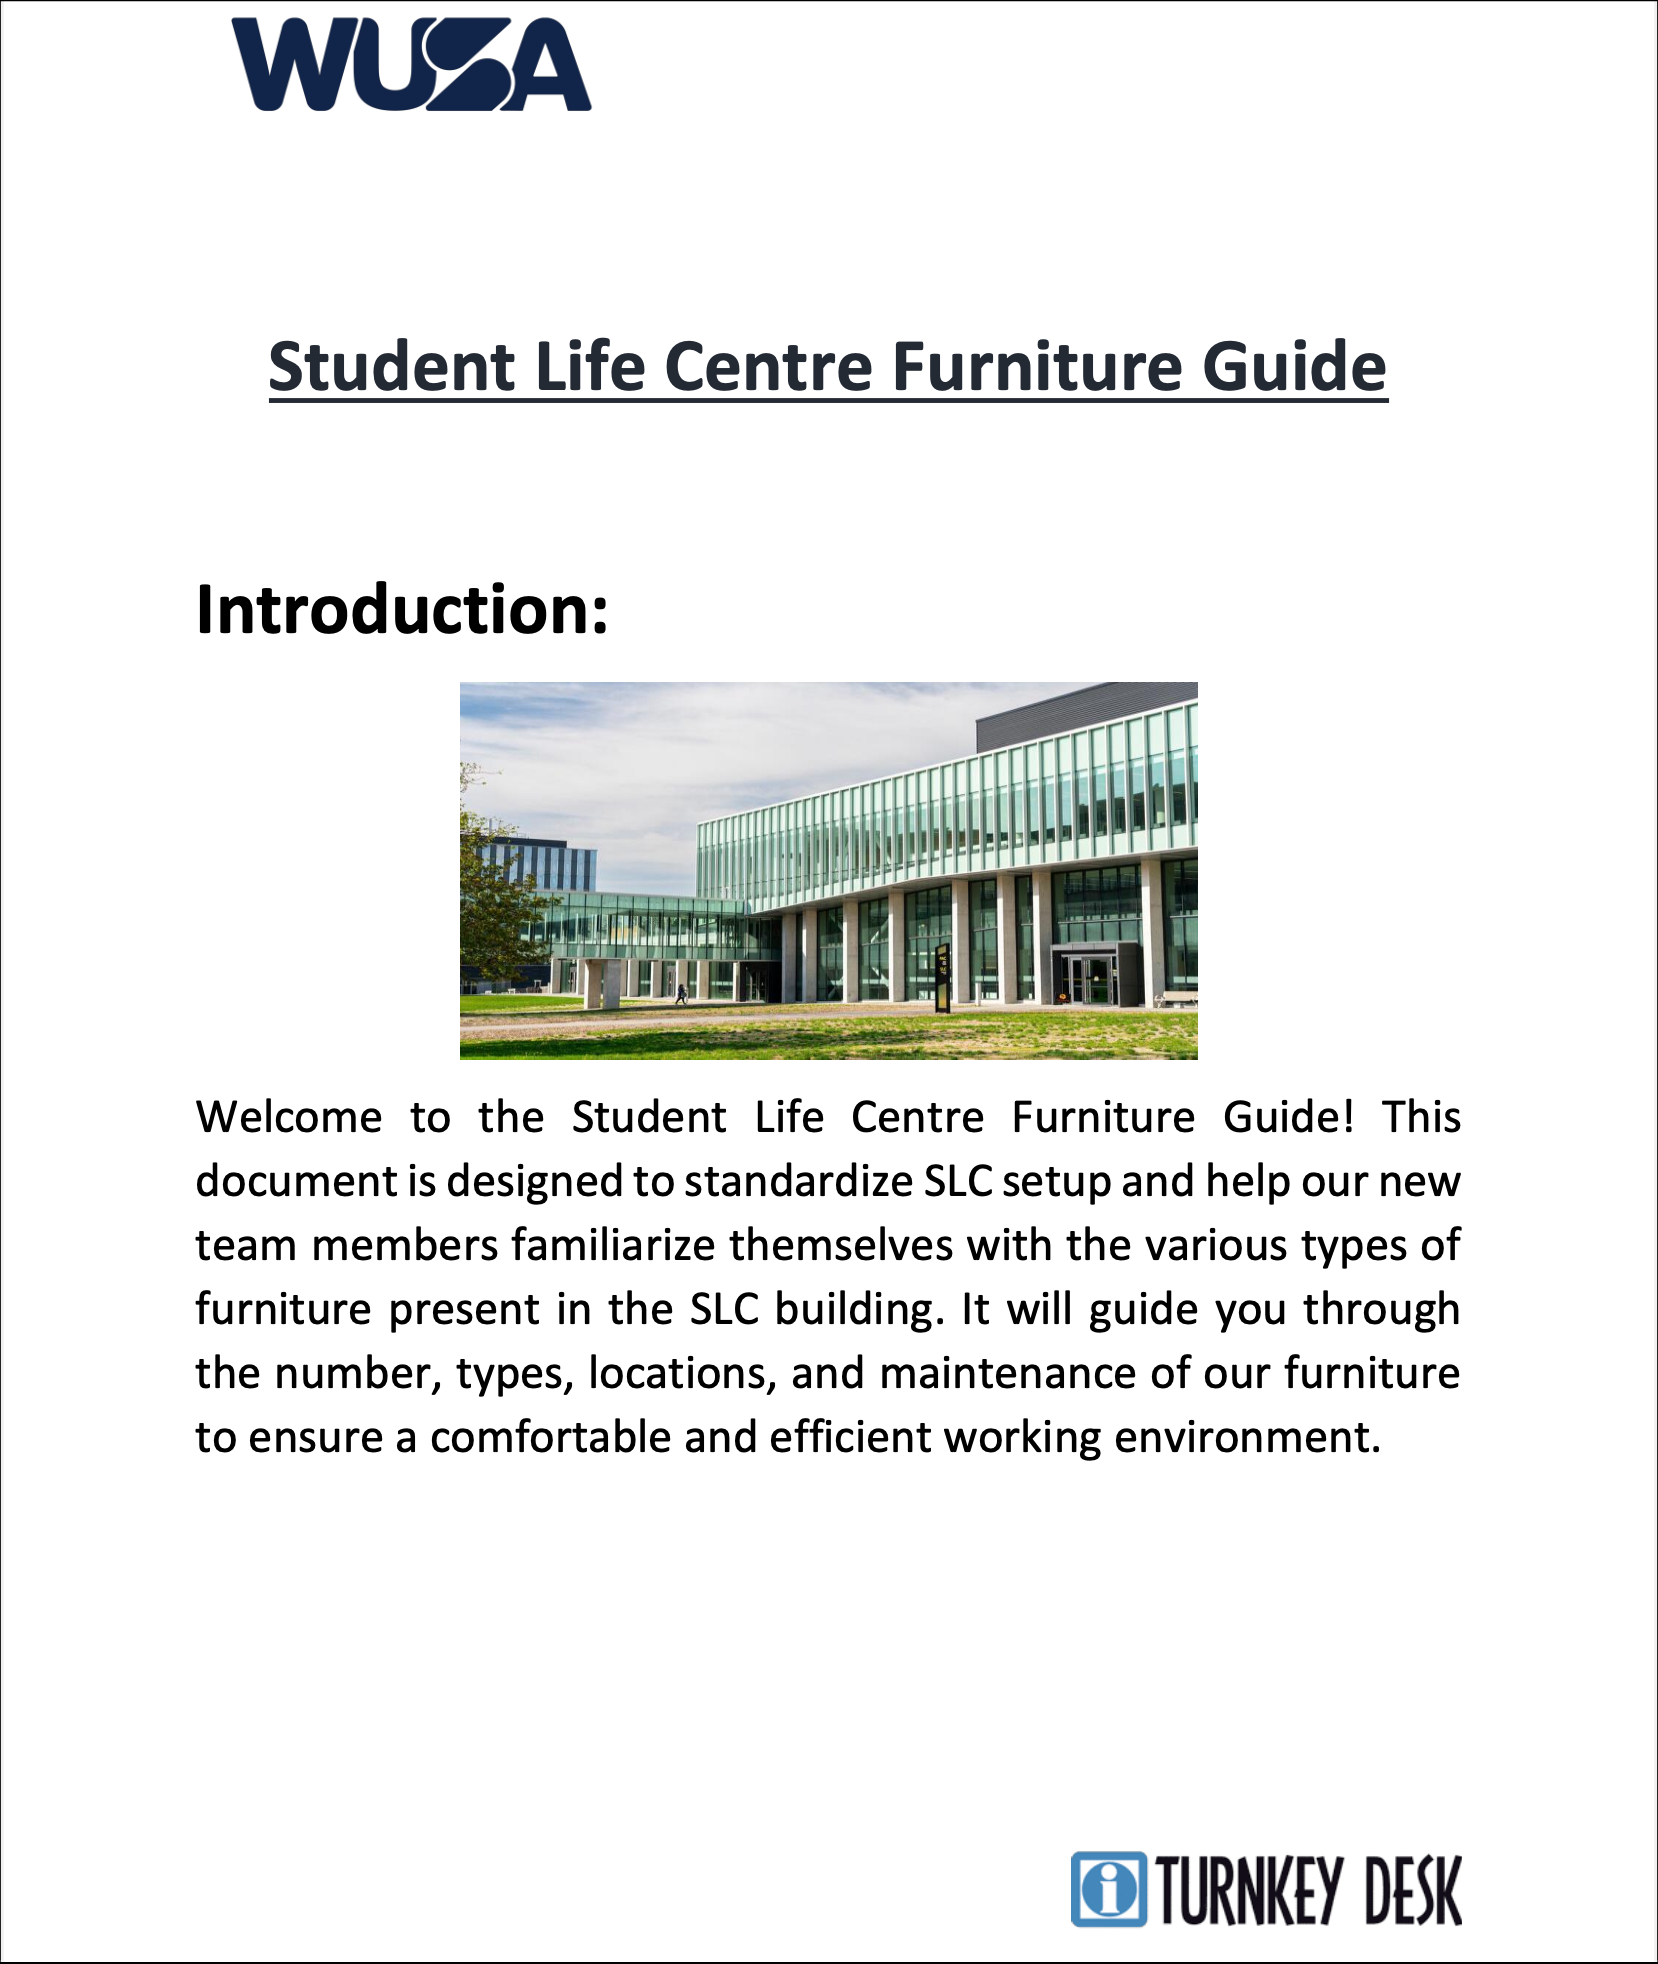 WUSA
Student Life Centre Furniture Guide
Introduction:
Welcome to the Student Life Centre Furniture Guide! This
document is designed to standardize SLC setup and help our new
team members familiarize themselves with the various types of
furniture present in the SLC building. It will guide you through
the number, types, locations, and maintenance of our furniture
to ensure a comfortable and efficient working environment.
i TURNKEY DESK